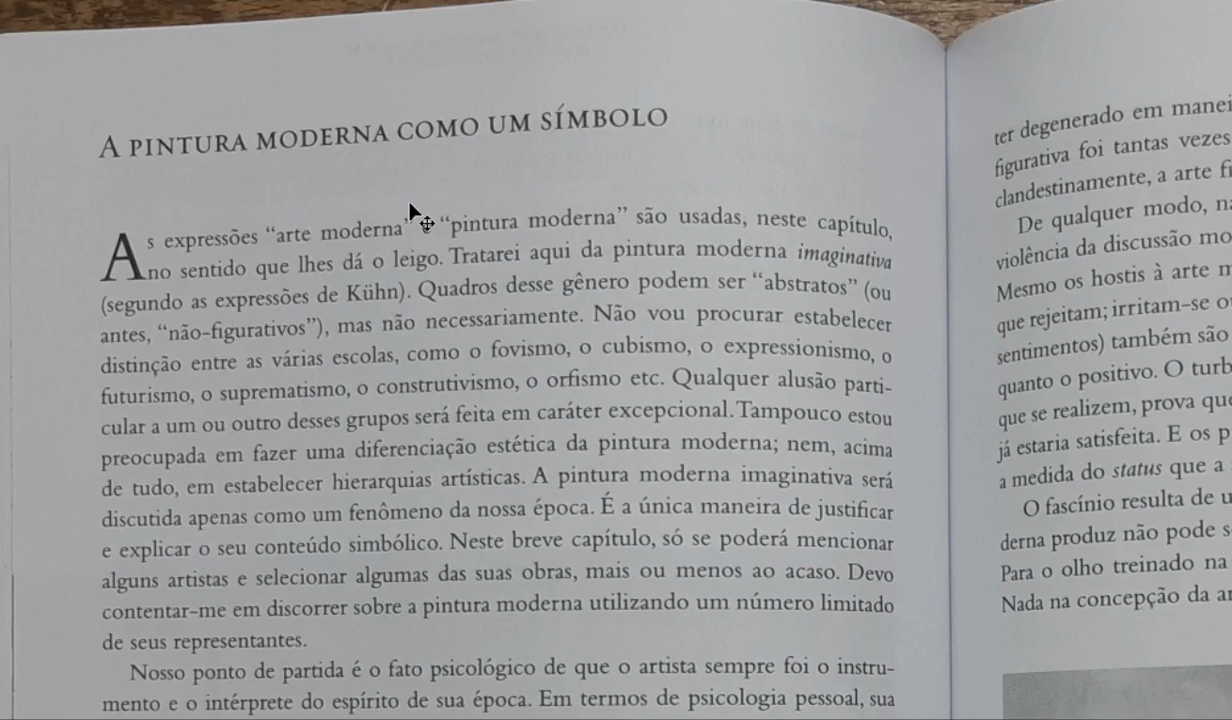 A PINTURA MODERNA COMO UM SÍMBOLO
As expressões “arte moderna” “pintura moderna” são usadas, neste capítulo,
no sentido que lhes dá o leigo. Tratarei aqui da pintura moderna imaginativa
(segundo as expressões de Kühn). Quadros desse gênero podem ser “abstratos” (ou
antes, “não-figurativos”), mas não necessariamente. Não vou procurar estabelecer
distinção entre as várias escolas, como o fovismo, o cubismo, o expressionismo, o
futurismo, o suprematismo, o construtivismo, o orfismo etc. Qualquer alusão parti-
cular a um ou outro desses grupos será feita em caráter excepcional. Tampouco estou
preocupada em fazer uma diferenciação estética da pintura moderna; nem, acima
de tudo, em estabelecer hierarquias artísticas. A pintura moderna imaginativa será
discutida apenas como um fenômeno da nossa época. É a única maneira de justificar
e explicar o seu conteúdo simbólico. Neste breve capítulo, só se poderá mencionar
alguns artistas e selecionar algumas das suas obras, mais ou menos ao acaso. Devo
contentar-me em discorrer sobre a pintura moderna utilizando um número limitado
de seus representantes.
Nosso ponto de partida é o fato psicológico de que o artista sempre foi o instru-
mento e o intérprete do espírito de sua época. Em termos de psicologia pessoal, sua
ter degenerado em manei
figurativa foi tantas vezes
clandestinamente, a arte fi
De qualquer modo, na
violência da discussão mo
Mesmo os hostis à arte m
que rejeitam; irritam-se o
sentimentos) também são
quanto o positivo. O turb
que se realizem, prova que
já estaria satisfeita. E os p
a medida do status que a
O fascínio resulta de u
derna produz não pode s
Para o olho treinado na
Nada na concepção da ar